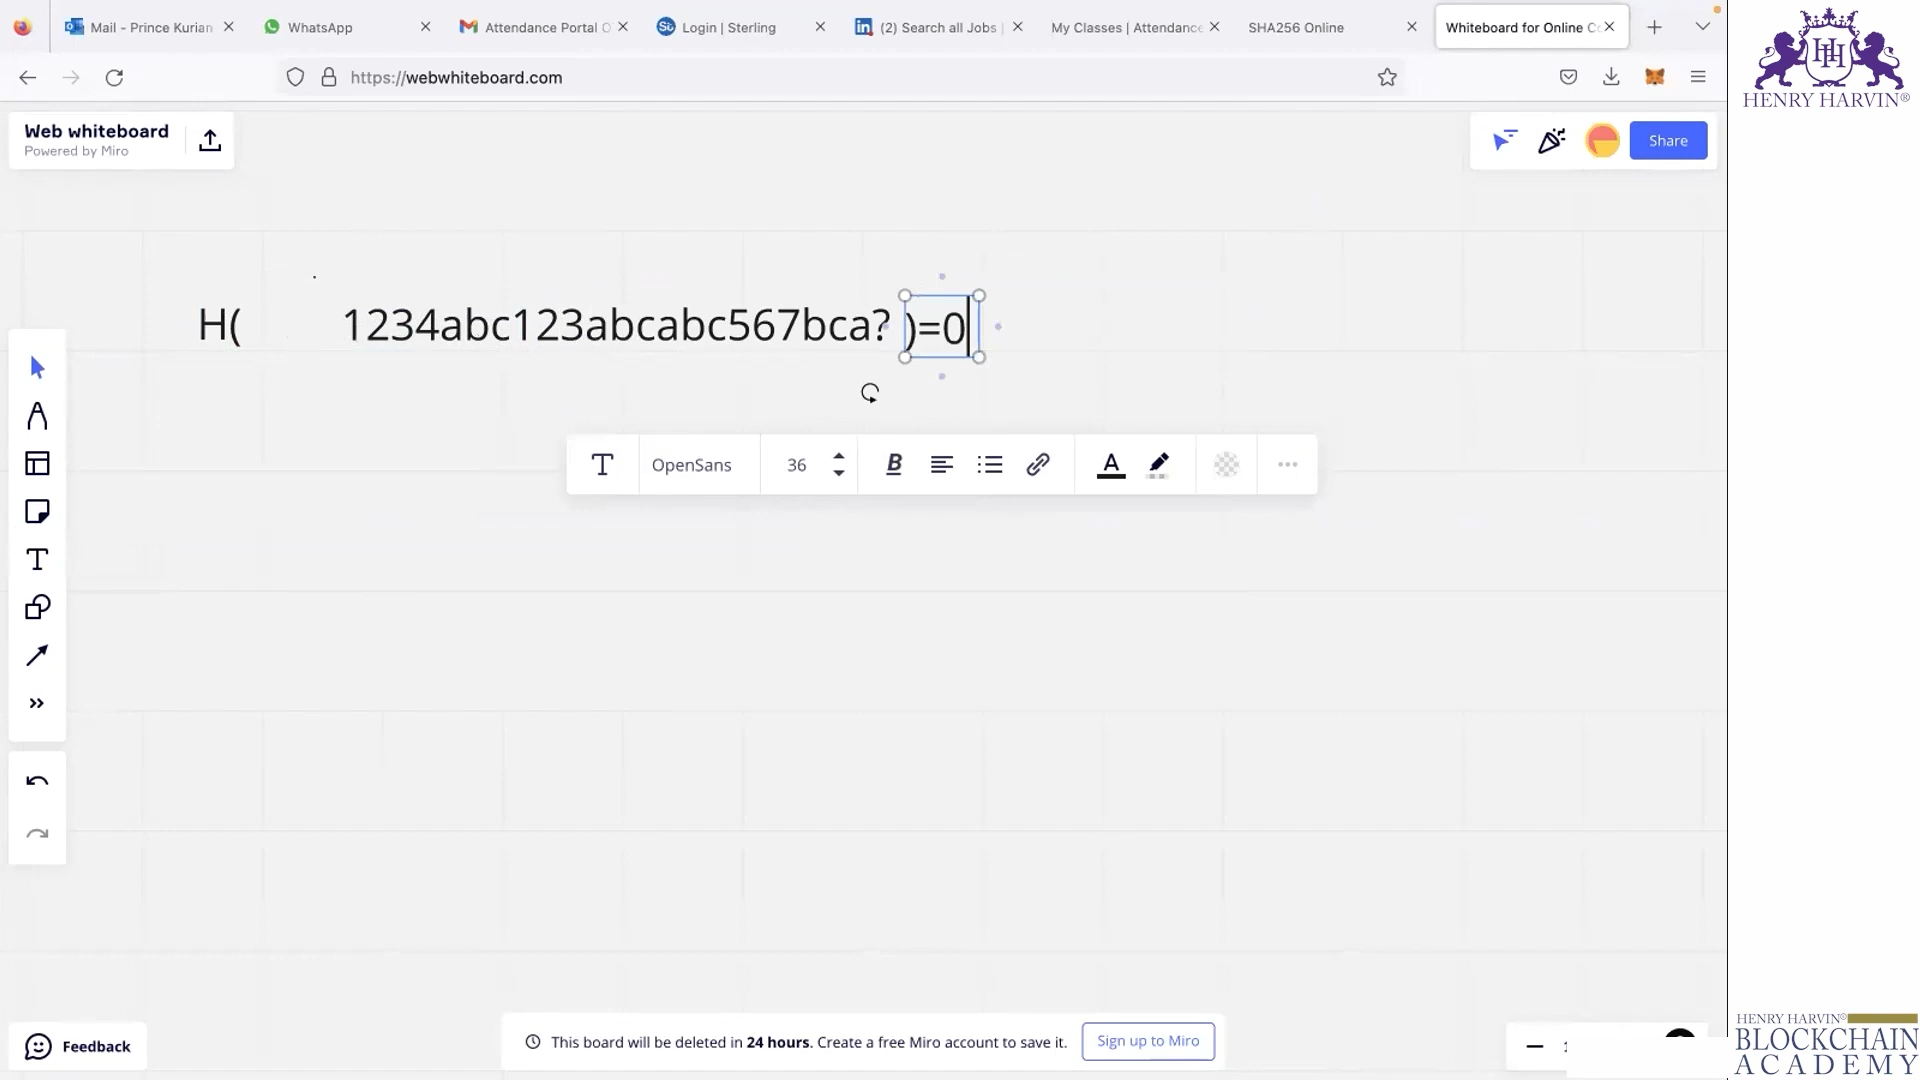 Mail - Prince Kurian
WhatsApp
Attendance Portal O
Login | Sterling
(2) Search all Jobs |
My Classes | Attendance
SHA256 Online
Whiteboard for Online Co
https://webwhiteboard.com
HENRY HARVIN®
Web whiteboard
Powered by Miro
Share
H( 1234abc123abcabc567bca? )=0
OpenSans
36
B
A
Feedback
This board will be deleted in 24 hours. Create a free Miro account to save it.
Sign up to Miro
HENRY HARVIN®
BLOCKCHAIN
ACADEMY